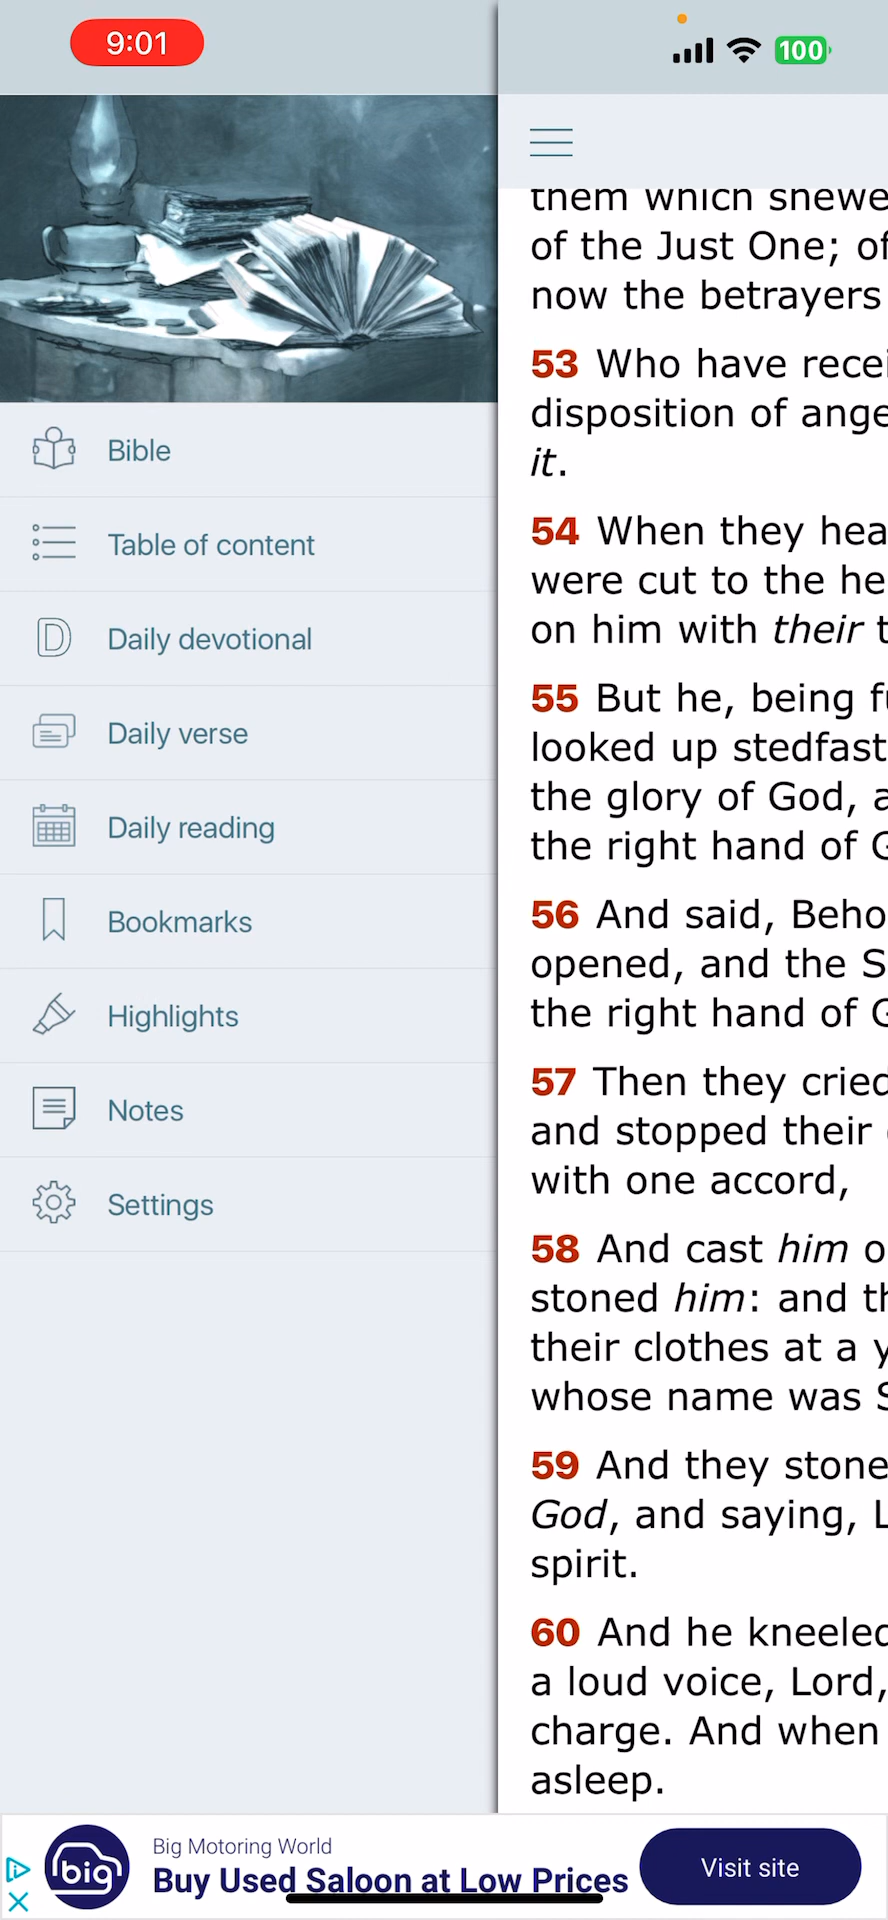 9:01
100
Bible
Table of content
Daily devotional
Daily verse
Daily reading
Bookmarks
Highlights
Notes
Settings
them which shewe
of the Just One; of
now the betrayers
53 Who have recei
disposition of ange
it.
54 When they hea
were cut to the he
on him with their t
55 But he, being fu
looked up stedfast
the glory of God, a
the right hand of G
56 And said, Beho
opened, and the S
the right hand of G
57 Then they cried
and stopped their
with one accord,
58 And cast him o
stoned him: and th
their clothes at a y
whose name was S
59 And they stone
God, and saying, L
spirit.
60 And he kneeled
a loud voice, Lord,
charge. And when
asleep.
big
Big Motoring World
Buy Used Saloon at Low Prices
Visit site